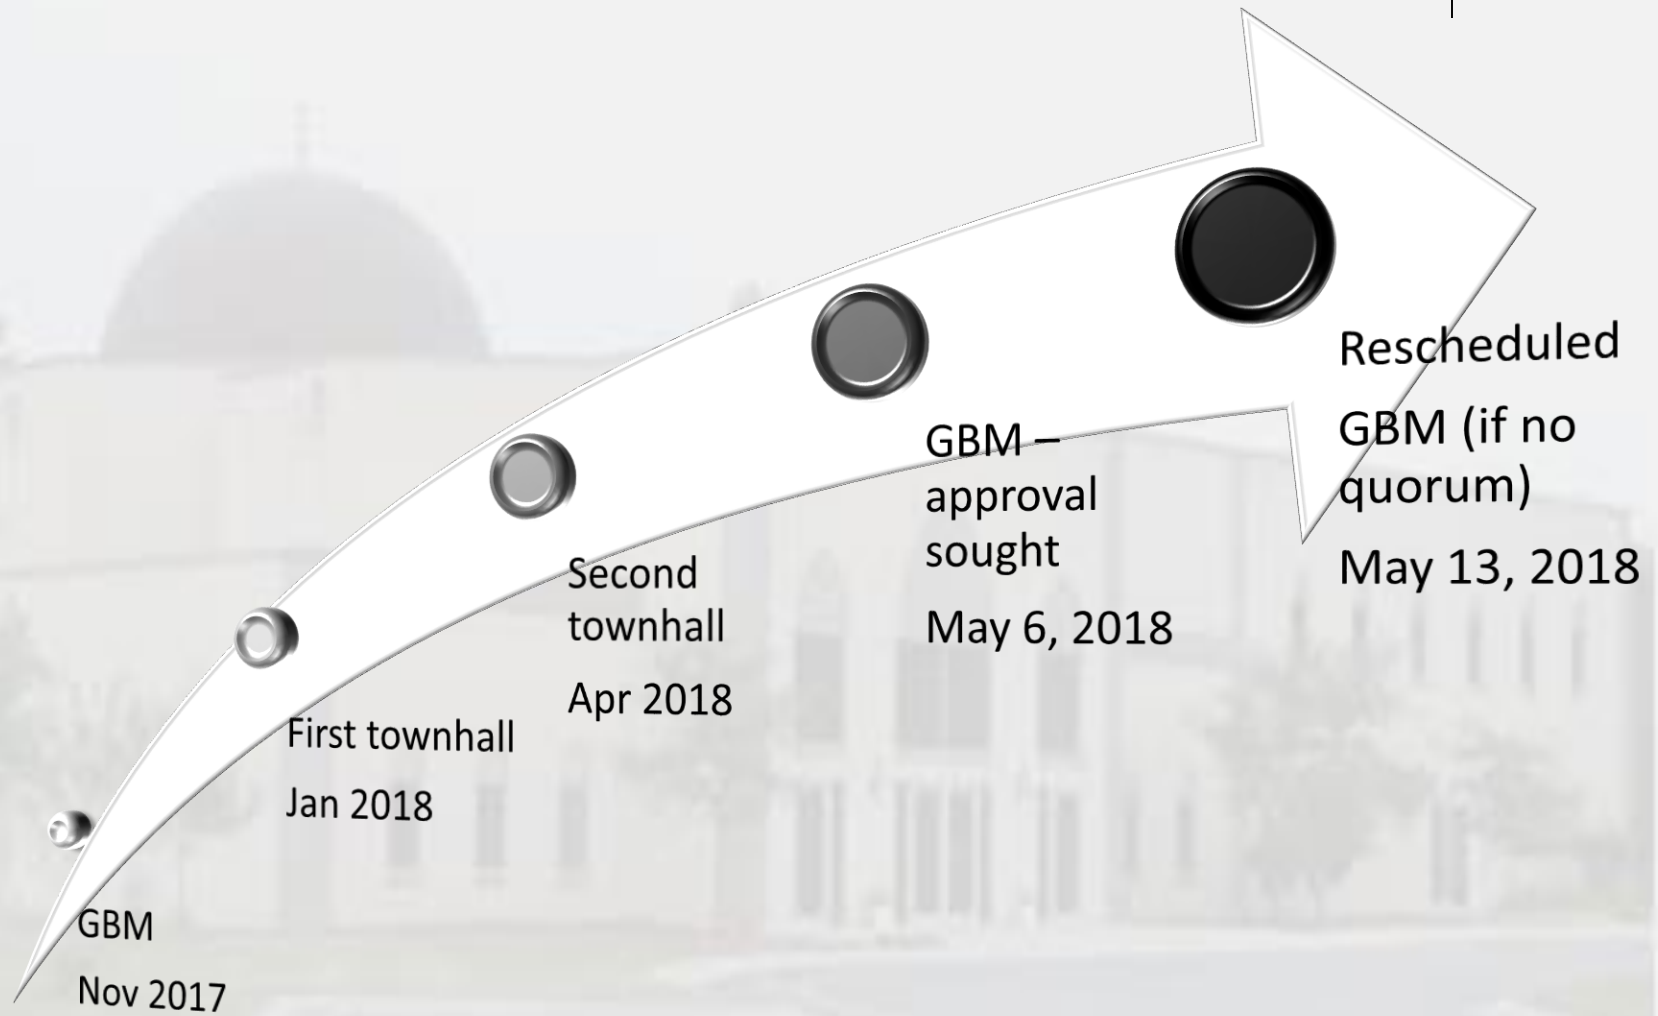 GBM
Nov 2017
First townhall
Jan 2018
Second
townhall
Apr 2018
GBM –
approval
sought
May 6, 2018
Rescheduled
GBM (if no
quorum)
May 13, 2018